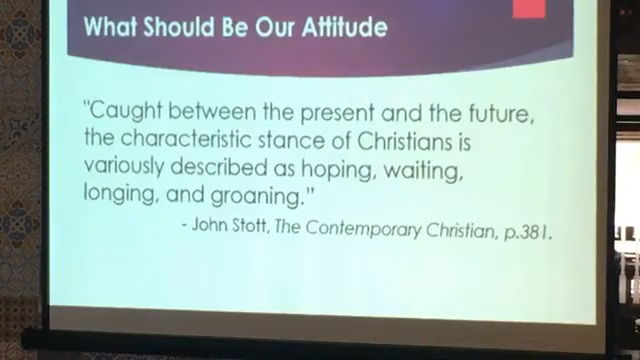 What Should Be Our Attitude
"Caught between the present and the future,
the characteristic stance of Christians is
variously described as hoping, waiting,
longing, and groaning."
- John Stott, The Contemporary Christian, p.381.